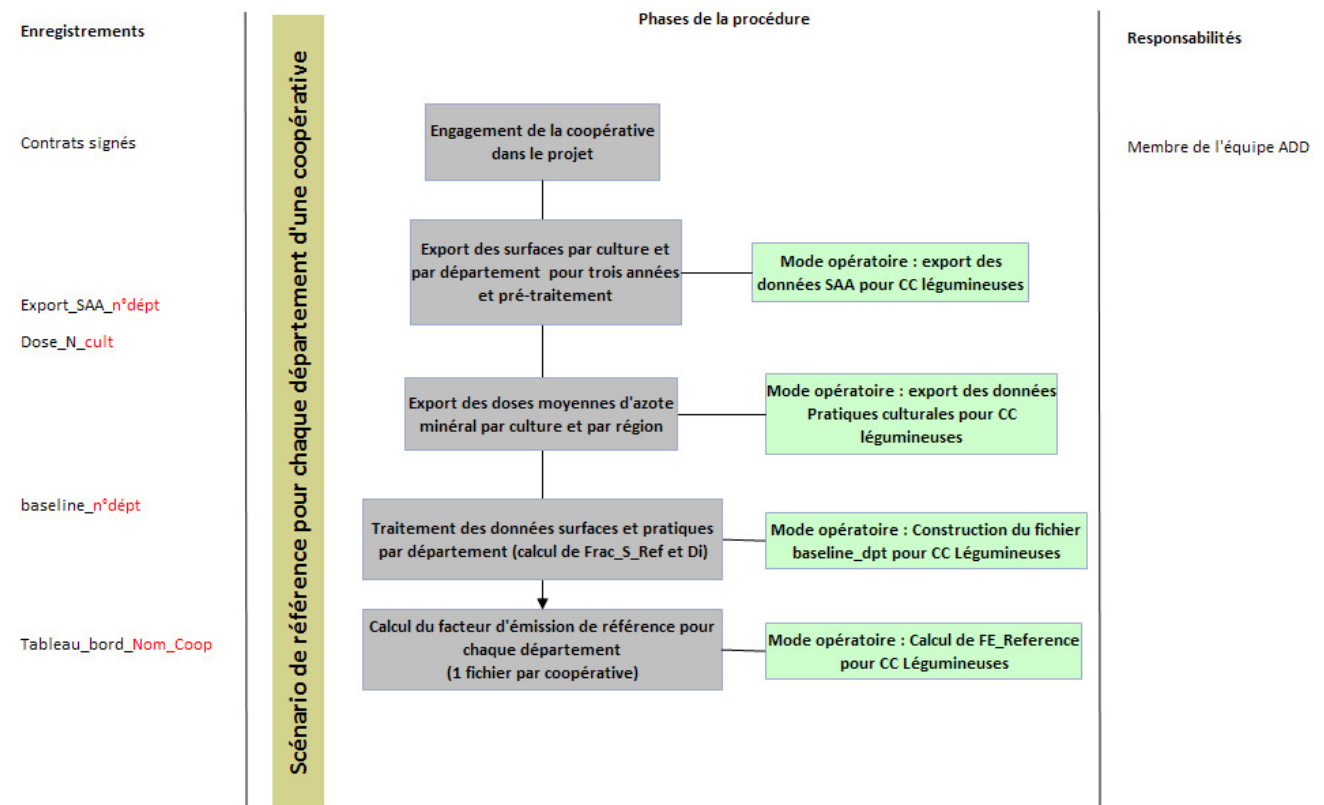 Enregistrements
Phases de la procédure
Responsabilités
Scénario de référence pour chaque département d'une coopérative
Contrats signés
Engagement de la coopérative
dans le projet
Membre de l'équipe ADD
Export des surfaces par culture et
par département pour trois années
et pré-traitement
Mode opératoire : export des
données SAA pour CC légumineuses
Export_SAA_n°dépt
Dose_N_cult
Export des doses moyennes d'azote
minéral par culture et par région
Mode opératoire : export des données
Pratiques culturales pour CC
légumineuses
baseline_n°dépt
Traitement des données surfaces et pratiques
par département (calcul de Frac_S_Ref et Di)
Mode opératoire : Construction du fichier
baseline_dpt pour CC Légumineuses
Tableau_bord_Nom_Coop
Calcul du facteur d'émission de référence pour
chaque département
(1 fichier par coopérative)
Mode opératoire : Calcul de FE_Reference
pour CC Légumineuses